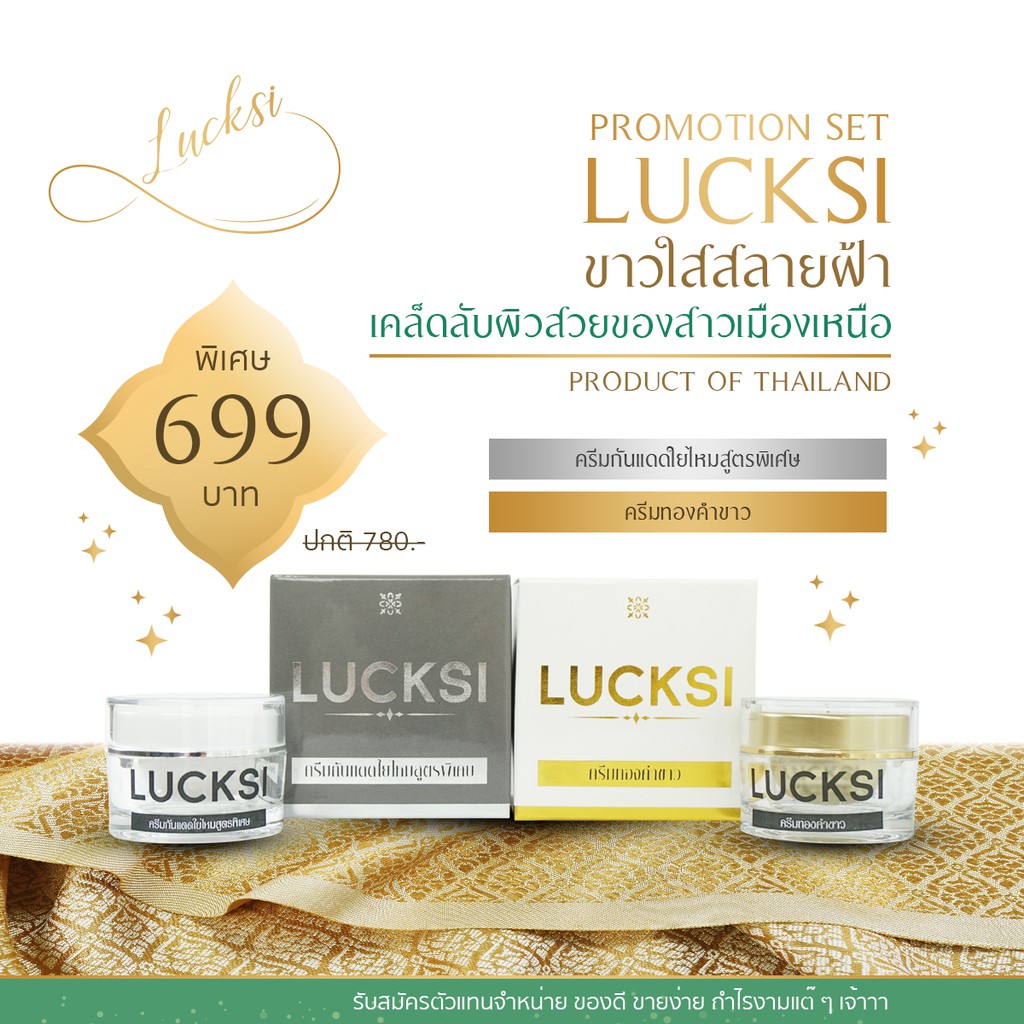 Lucksi
PROMOTION SET
LUCKSI
ขาวใสสลายฝ้า
เคล็ดลับผิวสวยของสาวเมืองเหนือ
PRODUCT OF THAILAND
พิเศษ
699
บาท
ปกติ 780.-
ครีมกันแดดใยไหมสูตรพิเศษ
ครีมทองคำขาว
LUCKSI
ครีมกันแดดใยไหมสูตรพิเศษ
LUCKSI
ครีมทองคำขาว
LUCKSI
ครีมกันแดดใยไหมสูตรพิเศษ
LUCKSI
ครีมทองคำขาว
รับสมัครตัวแทนจำหน่าย ของดี ขายง่าย กำไรงามแต๊ ๆ เจ้าาา